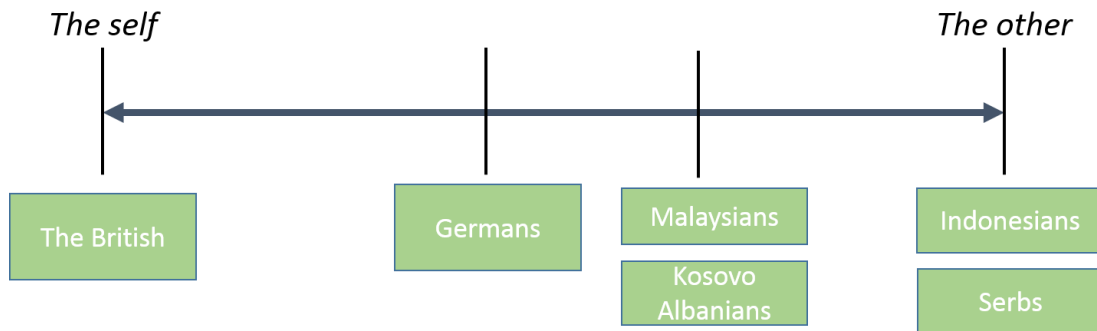 The self
The other
The British
Germans
Malaysians
Indonesians
Kosovo
Albanians
Serbs